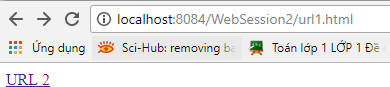 localhost:8084/WebSession2/url1.html
Ứng dụng Sci-Hub: removing ba Toán lớp 1 LỚP 1 Đề
URL 2